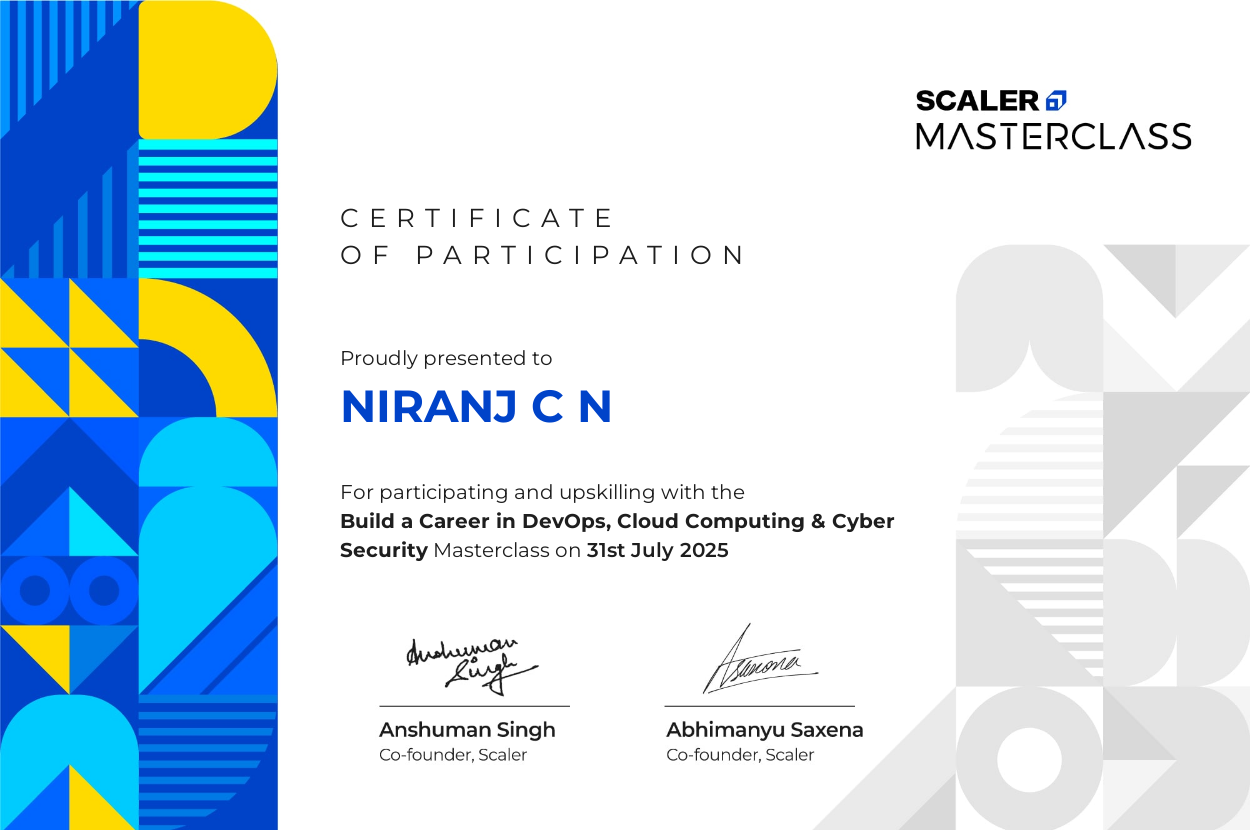 SCALER
MASTERCLASS
CERTIFICATE
OF PARTICIPATION
Proudly presented to
NIRANJ C N
For participating and upskilling with the
Build a Career in DevOps, Cloud Computing & Cyber
Security Masterclass on 31st July 2025
Anshuman
Singh
Asaxena
Anshuman Singh
Abhimanyu Saxena
Co-founder, Scaler
Co-founder, Scaler